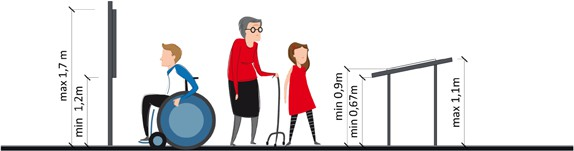 max 1,7 m
min 1,2m
min 0,9m
min 0,67m
max 1,1m